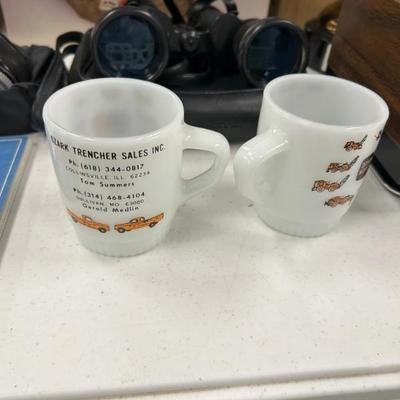 OZARK TRENCHER SALES INC.
Ph. (618) 344-0817
COLLINSVILLE, ILL. 62234
Tom Summers
Ph. (314) 468-4104
SULLIVAN, MO. 63080
Gerald Medlin